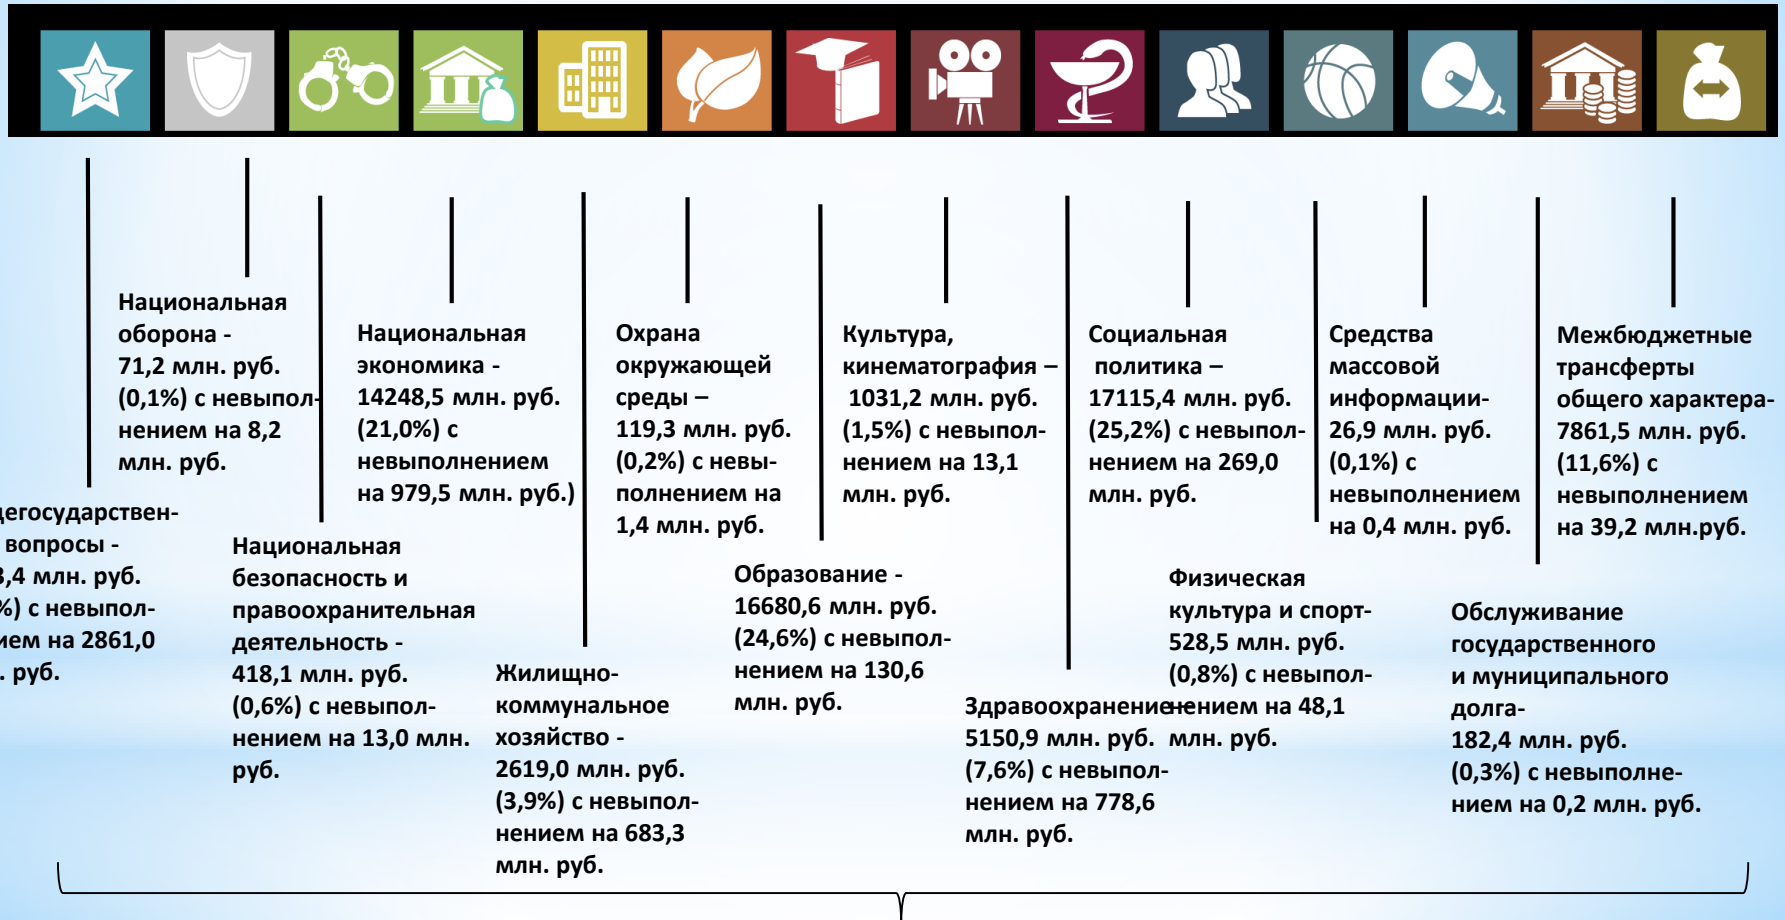 Национальная
оборона -
71,2 млн. руб.
(0,1%) с невыпол-
нением на 8,2
млн. руб.
Национальная
экономика -
14248,5 млн. руб.
(21,0%) с
невыполнением
на 979,5 млн. руб.)
Охрана
окружающей
среды –
119,3 млн. руб.
(0,2%) с невы-
полнением на
1,4 млн. руб.
Культура,
кинематография –
1031,2 млн. руб.
(1,5%) с невыпол-
нением на 13,1
млн. руб.
Социальная
политика –
17115,4 млн. руб.
(25,2%) с невыпол-
нением на 269,0
млн. руб.
Средства
массовой
информации-
26,9 млн. руб.
(0,1%) с
невыполнением
на 0,4 млн. руб.
Межбюджетные
трансферты
общего характера-
7861,5 млн. руб.
(11,6%) с
невыполнением
на 39,2 млн.руб.
вопросы -
млн. руб.
с невыпол-
на 2861,0
руб.
Национальная
безопасность и
правоохранительная
деятельность -
418,1 млн. руб.
(0,6%) с невыпол-
нением на 13,0 млн.
руб.
Жилищно-
коммунальное
хозяйство -
2619,0 млн. руб.
(3,9%) с невыпол-
нением на 683,3
млн. руб.
Образование -
16680,6 млн. руб.
(24,6%) с невыпол-
нением на 130,6
млн. руб.
Здравоохранение –
5150,9 млн. руб.
(7,6%) с невыпол-
нением на 778,6
млн. руб.
Физическая
культура и спорт-
528,5 млн. руб.
(0,8%) с невыпол-
нением на 48,1
млн. руб.
Обслуживание
государственного
и муниципального
долга-
182,4 млн. руб.
(0,3%) с невыполне-
нием на 0,2 млн. руб.